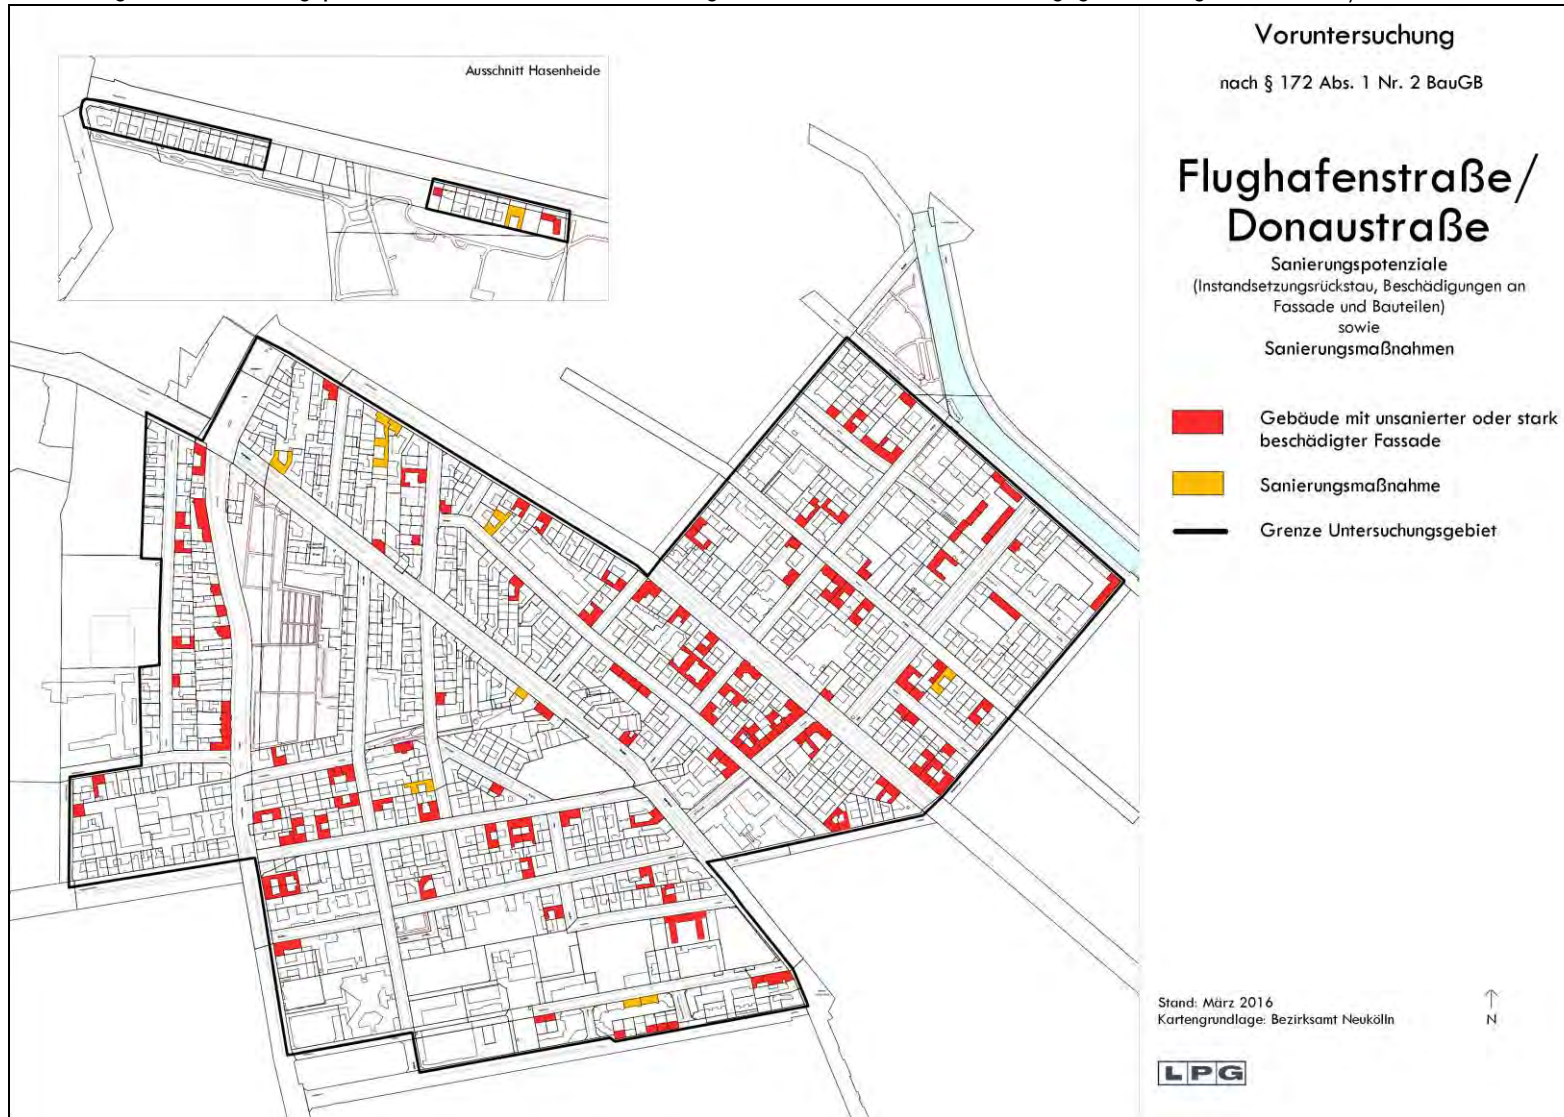 Ausschnitt Hasenheide
Voruntersuchung
nach § 172 Abs. 1 Nr. 2 BauGB
Flughafenstraße/
Donaustraße
Sanierungspotenziale
(Instandsetzungsrückstau, Beschädigungen an
Fassade und Bauteilen)
sowie
Sanierungsmaßnahmen
Gebäude mit unsanierter oder stark
beschädigter Fassade
Sanierungsmaßnahme
Grenze Untersuchungsgebiet
Stand: März 2016
Kartengrundlage: Bezirksamt Neukölln
N
LPG